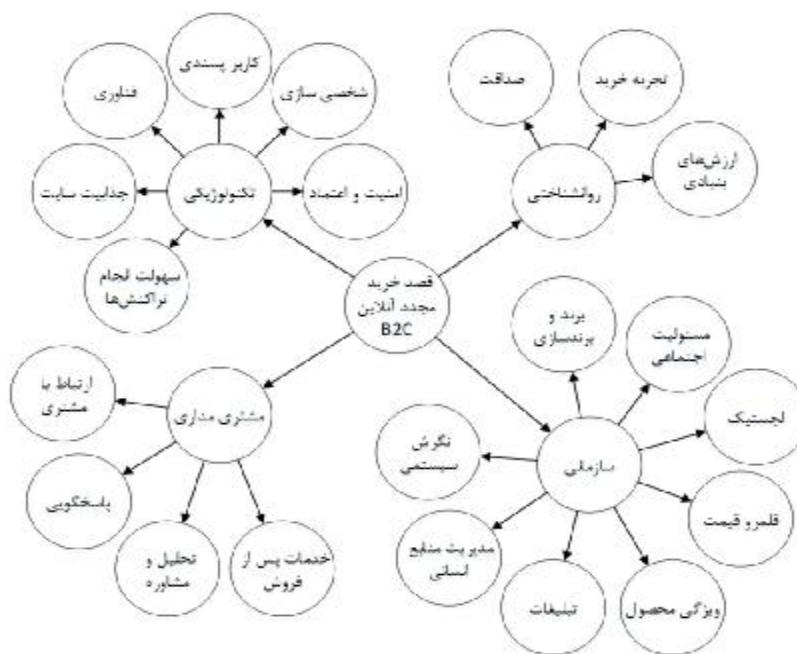 کاربر پسندی
فناوری
شخصی سازی
جذابیت سایت
تکنولوژیکی
امنیت و اعتماد
سهولت انجام
تراکنش‌ها
صداقت
تجربه خرید
روانشناختی
ارزش‌های
بنیادی
قصد خرید
مجدد آنلاین
B2C
برند و
برندسازی
مسئولیت
اجتماعی
لجستیک
نگرش
سیستمی
سازمانی
قلمرو قیمت
مدیریت منابع
انسانی
تبلیغات
ویژگی محصول
ارتباط با
مشتری
مشتری مداری
پاسخگویی
تحلیل و
مشاوره
خدمات پس از
فروش